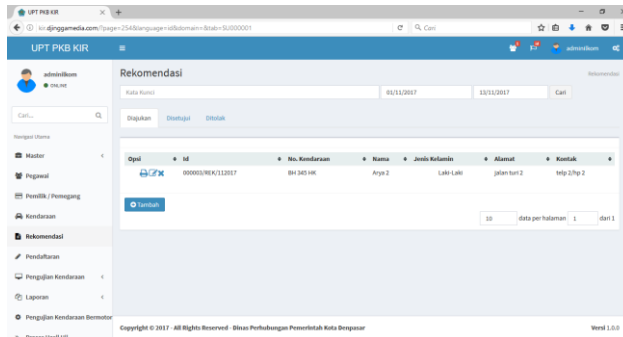 UPT PKB KIR
kir.djinggamedia.com/?page=254&language=id&domain=&tab=SU000001
Cari
UPT PKB KIR
adminlikom
adminlikom
ONLINE
Rekomendasi
Rekomendasi
Kata Kunci
01/11/2017
13/11/2017
Cari
Cari...
Diajukan Disetujui Ditolak
Navigasi Utama
Master
Pegawai
Pemilik / Pemegang
Kendaraan
Rekomendasi
Pendaftaran
Pengujian Kendaraan
Laporan
Pengujian Kendaraan Bermotor
Opsi Id No. Kendaraan Nama Jenis Kelamin Alamat Kontak
000003/REK/112017 BH 345 HK Arya 2 Laki-Laki jalan turi 2 telp 2/hp 2
Tambah
10 data per halaman 1 dari 1
Copyright © 2017 - All Rights Reserved - Dinas Perhubungan Pemerintah Kota Denpasar
Versi 1.0.0